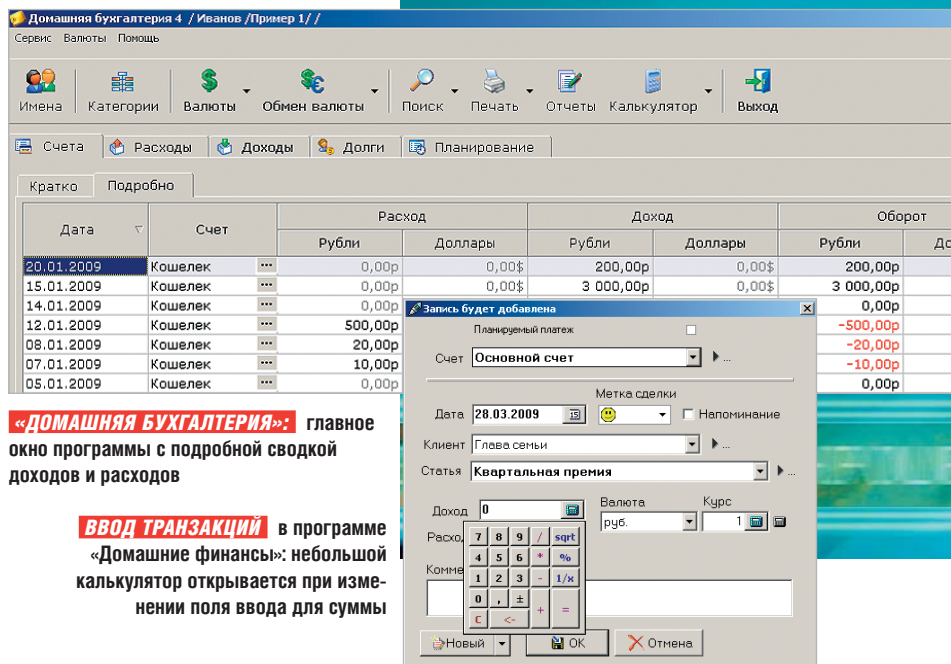 Домашняя бухгалтерия 4 / Иванов /Пример 1/ /
Сервис Валюты Помощь
Имена Категории Валюты Обмен валюты Поиск Печать Отчеты Калькулятор Выход
Счета Расходы Доходы Долги Планирование
Кратко Подробно
Дата Счет Расход Доход Оборот
Рубли Доллары Рубли Доллары Рубли До
20.01.2009 Кошелек ... 0,00р 0,00$ 200,00р 0,00$ 200,00р
15.01.2009 Кошелек ... 0,00р 0,00$ 3 000,00р 0,00$ 3 000,00р
14.01.2009 Кошелек ... 0,00р 0,00р
12.01.2009 Кошелек ... 500,00р -500,00р
08.01.2009 Кошелек ... 20,00р -20,00р
07.01.2009 Кошелек ... 10,00р -10,00р
05.01.2009 Кошелек ... 0,00р 0,00р
Запись будет добавлена
Планируемый платеж
Счет Основной счет ...
Метка сделки
Дата 28.03.2009 15 Напоминание
Клиент Глава семьи ...
Статья Квартальная премия ...
Доход 0 Валюта Курс
руб. 1
Расхо
Комме
7 8 9 / sqrt
4 5 6 * %
1 2 3 - 1/x
0 , ± + =
C <-
Новый OK Отмена
«ДОМАШНЯЯ БУХГАЛТЕРИЯ»: главное
окно программы с подробной сводкой
доходов и расходов
ВВОД ТРАНЗАКЦИЙ в программе
«Домашние финансы»: небольшой
калькулятор открывается при изме-
нении поля ввода для суммы